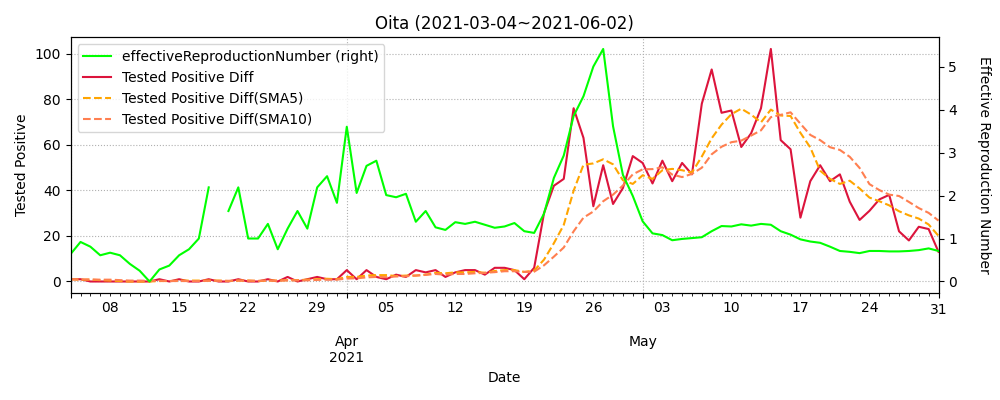 Oita (2021-03-04~2021-06-02)
effectiveReproductionNumber (right)
Tested Positive Diff
Tested Positive Diff(SMA5)
Tested Positive Diff(SMA10)
Tested Positive
100
80
60
40
20
0
5
4
3
2
1
0
Effective Reproduction Number
08 15 22 29 05 12 19 26 03 10 17 24 31
Apr May
2021
Date